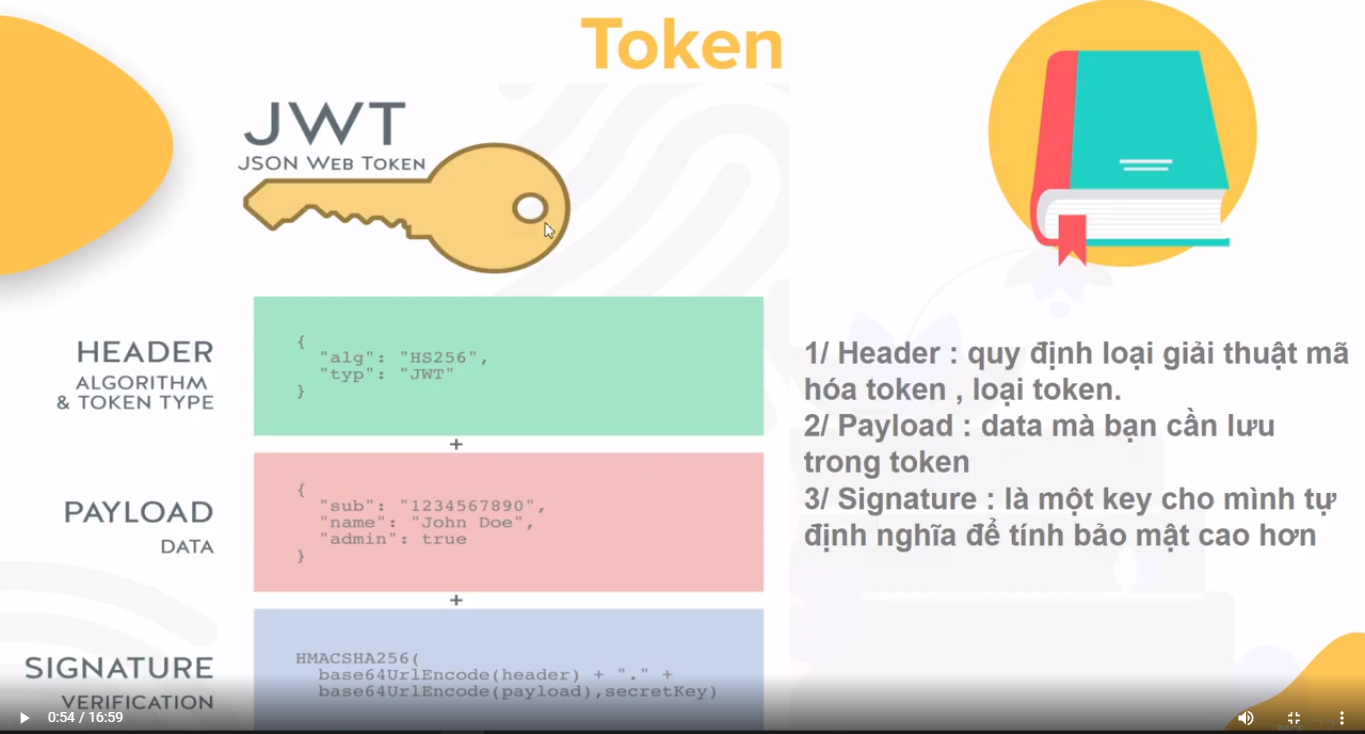 Token
JWT
JSON WEB TOKEN
HEADER
ALGORITHM
& TOKEN TYPE
{
"alg": "HS256",
"typ": "JWT"
}
+
PAYLOAD
DATA
{
"sub": "1234567890",
"name": "John Doe",
"admin": true
}
+
SIGNATURE
VERIFICATION
HMACSHA256(
base64UrlEncode(header) + "." +
base64UrlEncode(payload),secretKey)
1/ Header : quy định loại giải thuật mã
hóa token , loại token.
2/ Payload : data mà bạn cần lưu
trong token
3/ Signature : là một key cho mình tự
định nghĩa để tính bảo mật cao hơn
0:54 / 16:59